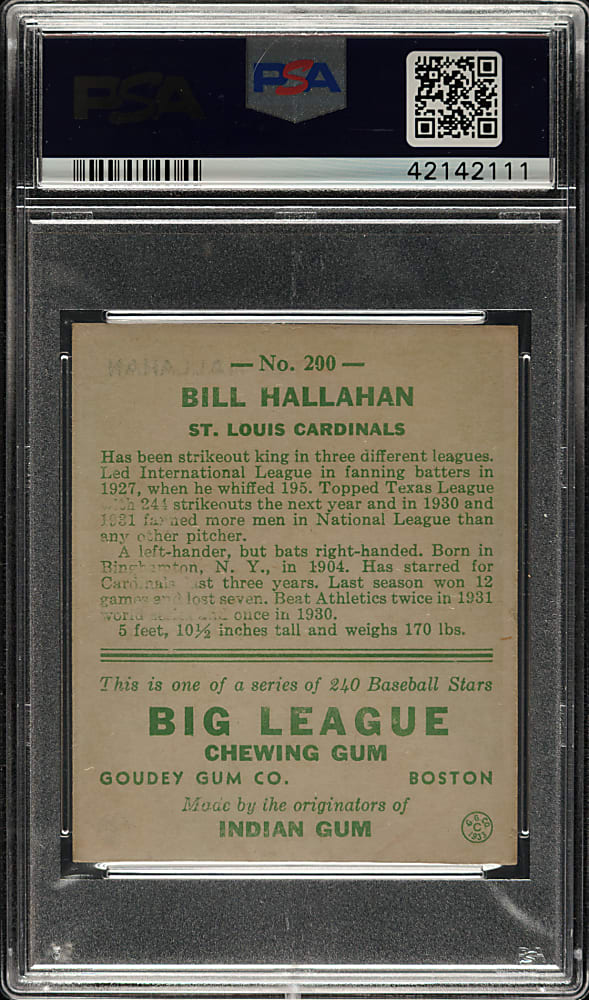 PSA
PSA
42142111
— No. 200 —
BILL HALLAHAN
ST. LOUIS CARDINALS
Has been strikeout king in three different leagues.
Led International League in fanning batters in
1927, when he whiffed 195. Topped Texas League
244 strikeouts the next year and in 1930 and
1931 fanned more men in National League than
any other pitcher.
A left-hander, but bats right-handed. Born in
Binghamton, N. Y., in 1904. Has starred for
Cardinals last three years. Last season won 12
games and lost seven. Beat Athletics twice in 1931
world series and once in 1930.
5 feet, 10½ inches tall and weighs 170 lbs.
This is one of a series of 240 Baseball Stars
BIG LEAGUE
CHEWING GUM
GOUDEY GUM CO. BOSTON
Made by the originators of
INDIAN GUM
G. G. CO.
C
1933